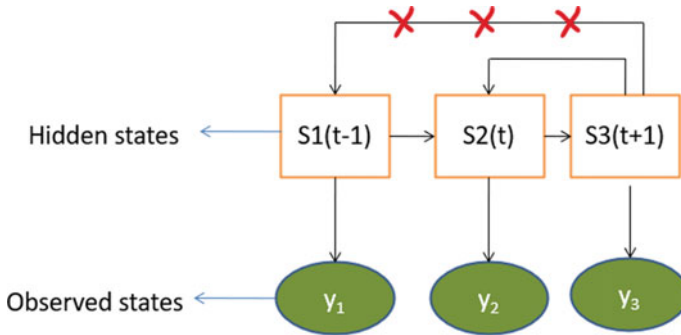 Hidden states
S1(t-1)
S2(t)
S3(t+1)
Observed states
y₁
y₂
y₃